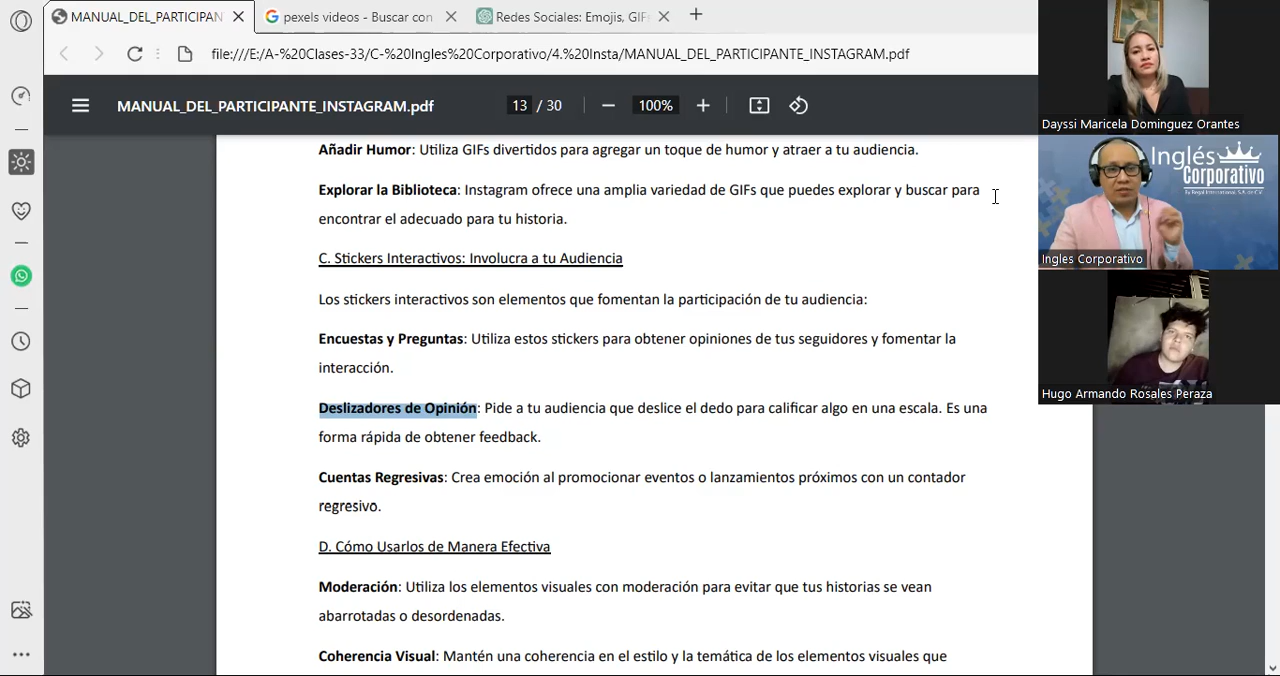 MANUAL_DEL_PARTICIPAN
pexels videos - Buscar con
Redes Sociales: Emojis, GIF
file:///E:/A-%20Clases-33/C-%20Ingles%20Corporativo/4.%20Insta/MANUAL_DEL_PARTICIPANTE_INSTAGRAM.pdf
MANUAL_DEL_PARTICIPANTE_INSTAGRAM.pdf
13 / 30
100%
Añadir Humor: Utiliza GIFs divertidos para agregar un toque de humor y atraer a tu audiencia.
Explorar la Biblioteca: Instagram ofrece una amplia variedad de GIFs que puedes explorar y buscar para
encontrar el adecuado para tu historia.
C. Stickers Interactivos: Involucra a tu Audiencia
Los stickers interactivos son elementos que fomentan la participación de tu audiencia:
Encuestas y Preguntas: Utiliza estos stickers para obtener opiniones de tus seguidores y fomentar la
interacción.
Deslizadores de Opinión: Pide a tu audiencia que deslice el dedo para calificar algo en una escala. Es una
forma rápida de obtener feedback.
Cuentas Regresivas: Crea emoción al promocionar eventos o lanzamientos próximos con un contador
regresivo.
D. Cómo Usarlos de Manera Efectiva
Moderación: Utiliza los elementos visuales con moderación para evitar que tus historias se vean
abarrotadas o desordenadas.
Coherencia Visual: Mantén una coherencia en el estilo y la temática de los elementos visuales que
Dayssi Maricela Dominguez Orantes
Inglés
Corporativo
By Regal International, S.A. de C.V.
Ingles Corporativo
Hugo Armando Rosales Peraza